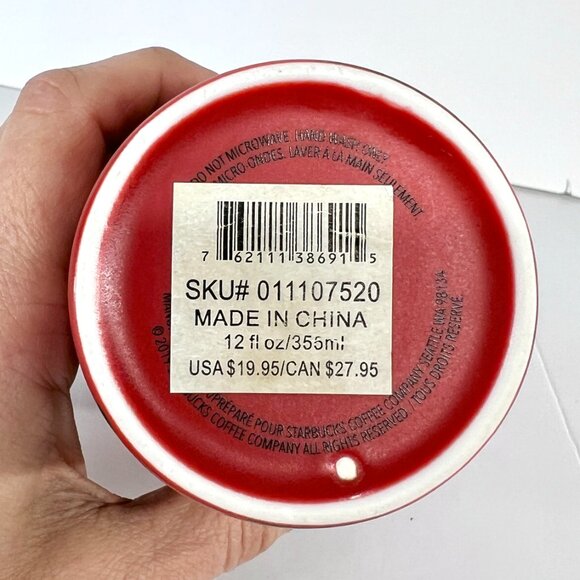 DO NOT MICROWAVE. HAND WASH ONLY.
MICRO-ONDES. LAVER À LA MAIN SEULEMENT.
7 62111 38691 5
SKU# 011107520
MADE IN CHINA
12 fl oz/355ml
USA $19.95/CAN $27.95
PRÉPARÉ POUR STARBUCKS COFFEE COMPANY SEATTLE WA 98134
COFFEE COMPANY ALL RIGHTS RESERVED / TOUS DROITS RÉSERVÉ